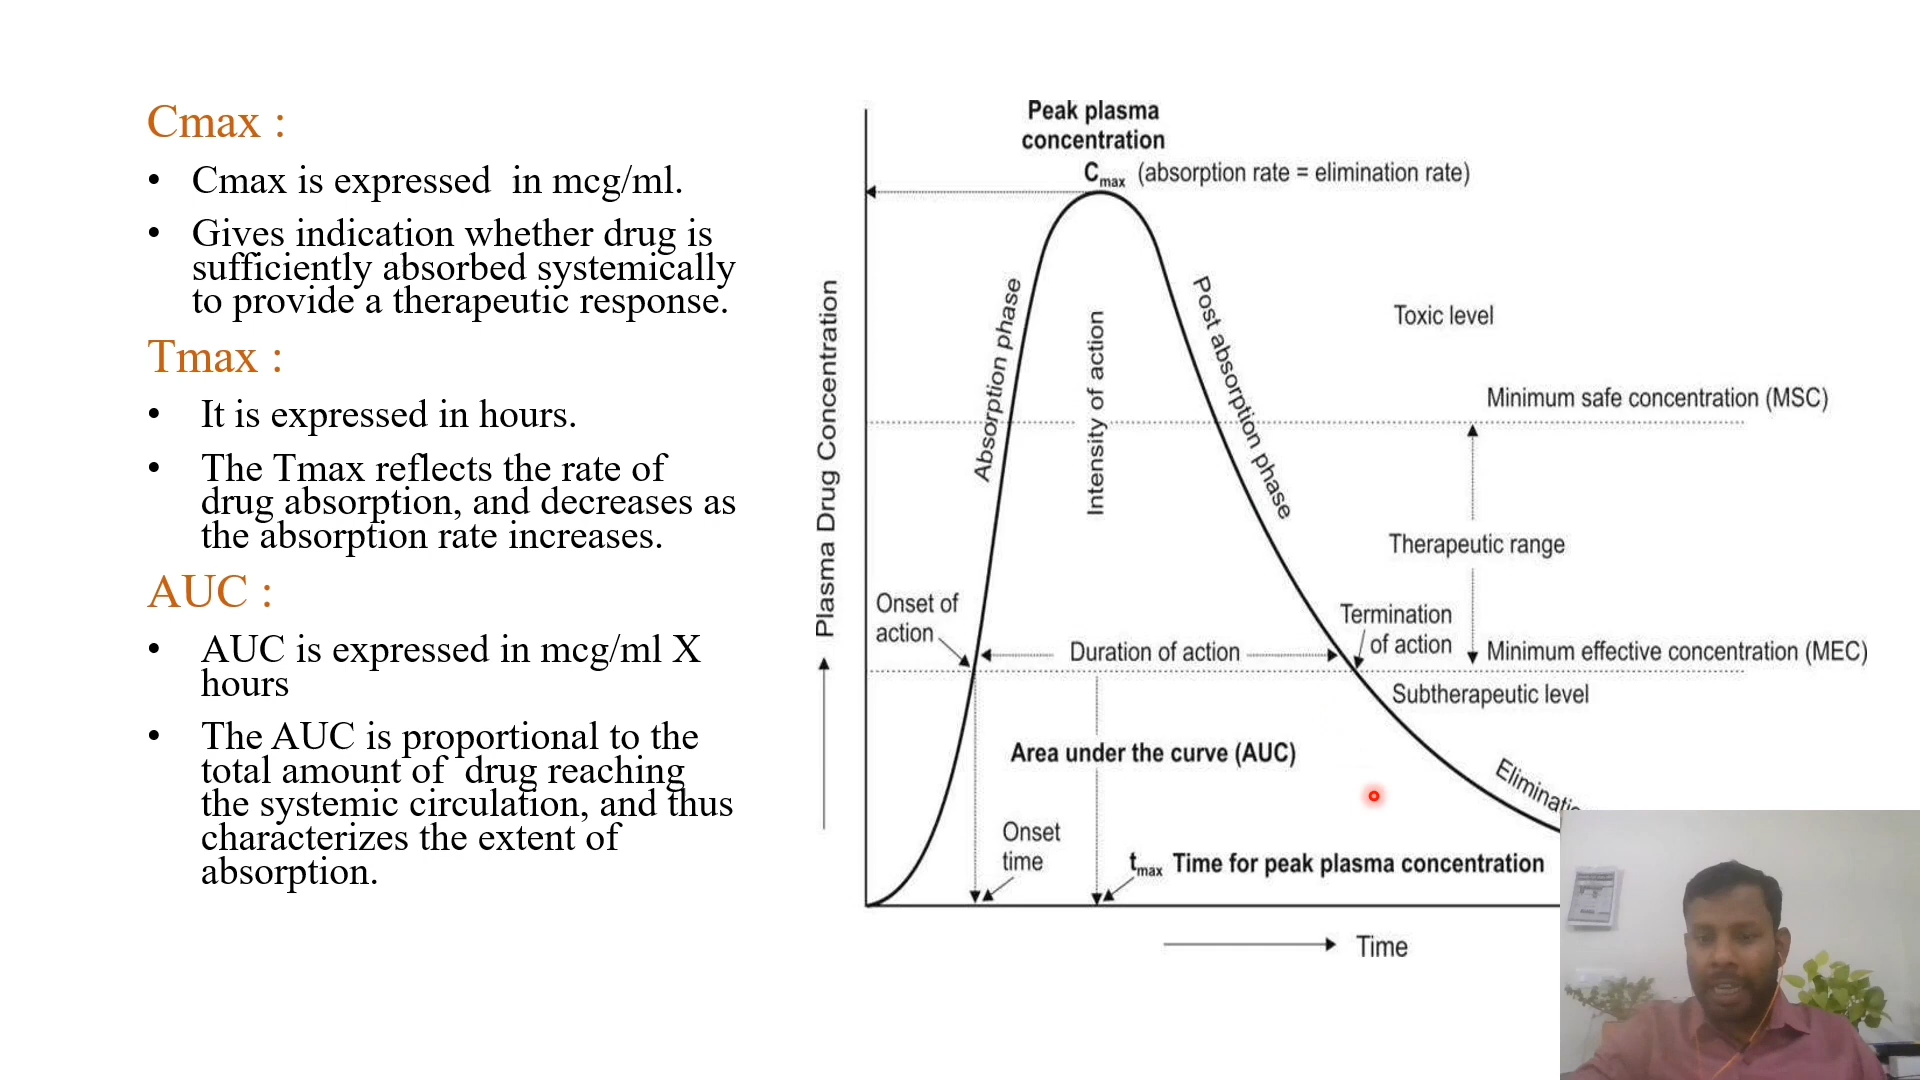 Cmax :
• Cmax is expressed in mcg/ml.
• Gives indication whether drug is
sufficiently absorbed systemically
to provide a therapeutic response.
Tmax :
• It is expressed in hours.
• The Tmax reflects the rate of
drug absorption, and decreases as
the absorption rate increases.
AUC :
• AUC is expressed in mcg/ml X
hours
• The AUC is proportional to the
total amount of drug reaching
the systemic circulation, and thus
characterizes the extent of
absorption.
Peak plasma
concentration
Cmax (absorption rate = elimination rate)
Plasma Drug Concentration
Absorption phase
Intensity of action
Post absorption phase
Toxic level
Minimum safe concentration (MSC)
Therapeutic range
Onset of
action
Duration of action
Termination
of action
Minimum effective concentration (MEC)
Subtherapeutic level
Area under the curve (AUC)
Onset
time
tmax Time for peak plasma concentration
Time